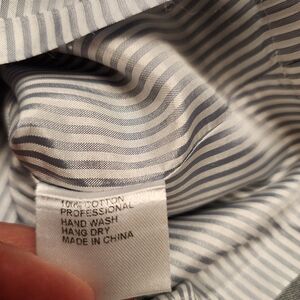 100% COTTON
PROFESSIONAL
HAND WASH
HANG DRY
MADE IN CHINA